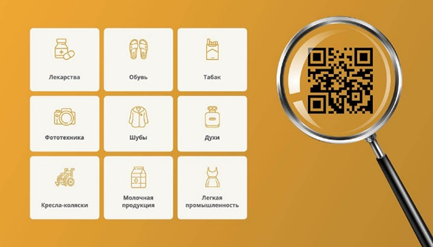 Лекарства
Обувь
Табак
Фототехника
Шубы
Духи
Кресла-коляски
Молочная
продукция
Легкая
промышленность